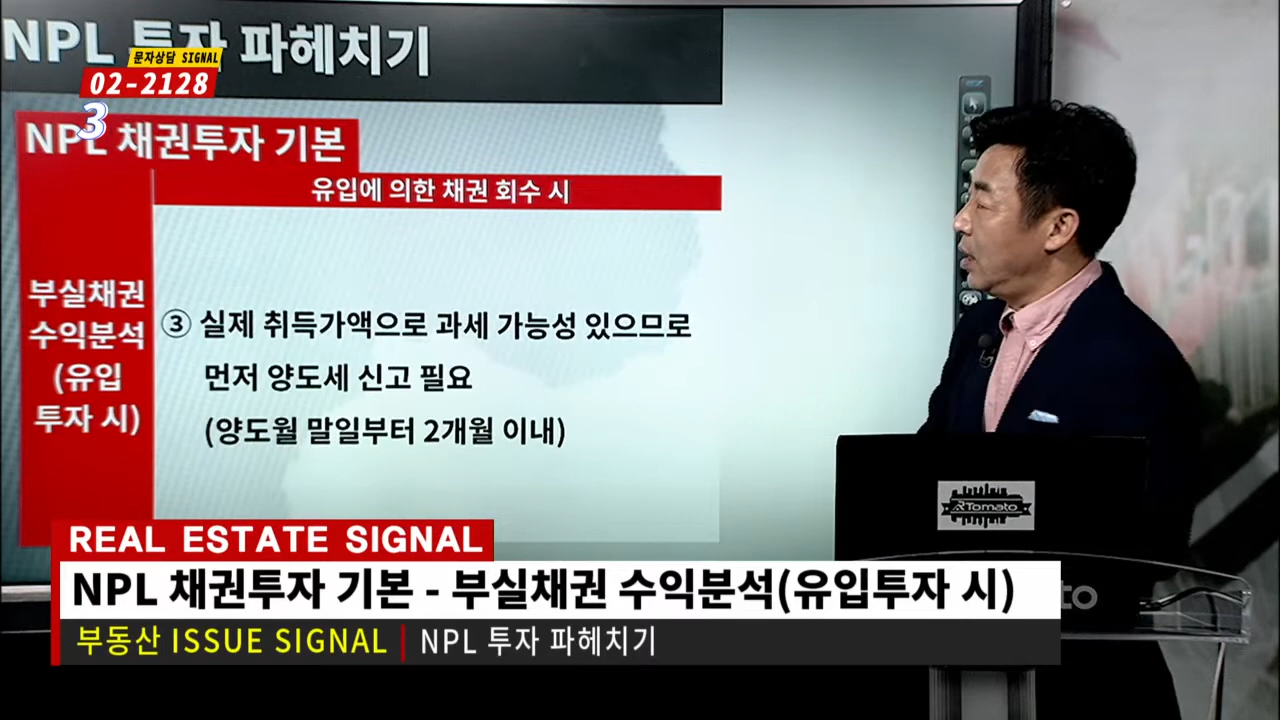 NPL 투자 파헤치기
문자상담 SIGNAL
02-2128
3
NPL 채권투자 기본
유입에 의한 채권 회수 시
부실채권
수익분석
(유입
투자 시)
③ 실제 취득가액으로 과세 가능성 있으므로
먼저 양도세 신고 필요
(양도월 말일부터 2개월 이내)
RTomato
to
REAL ESTATE SIGNAL
NPL 채권투자 기본 - 부실채권 수익분석(유입투자 시)
부동산 ISSUE SIGNAL | NPL 투자 파헤치기